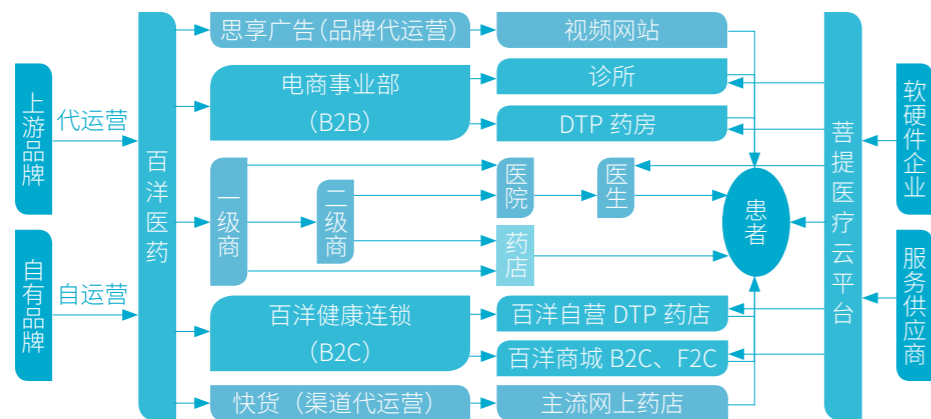 上游品牌
代运营
自有品牌
自运营
百洋医药
思享广告（品牌代运营）
视频网站
电商事业部
（B2B）
诊所
DTP 药房
一级商
二级商
医院
医生
药店
患者
百洋健康连锁
（B2C）
百洋自营 DTP 药店
百洋商城 B2C、F2C
快货（渠道代运营）
主流网上药店
菩提医疗云平台
软硬件企业
服务供应商